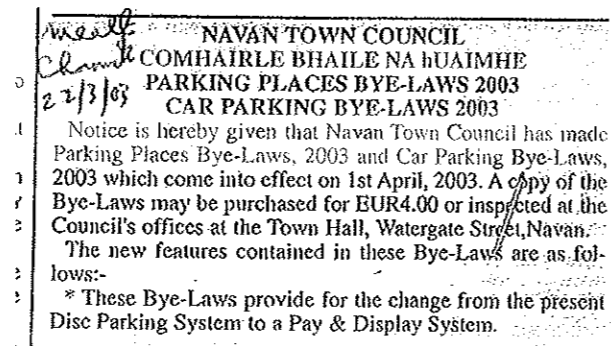 Meath
Chronicle
22/3/03
NAVAN TOWN COUNCIL
COMHAIRLE BHAILE NA hUAIMHE
PARKING PLACES BYE-LAWS 2003
CAR PARKING BYE-LAWS 2003
Notice is hereby given that Navan Town Council has made
Parking Places Bye-Laws, 2003 and Car Parking Bye-Laws,
2003 which come into effect on 1st April, 2003. A copy of the
Bye-Laws may be purchased for EUR4.00 or inspected at the
Council's offices at the Town Hall, Watergate Street,Navan.
The new features contained in these Bye-Laws are as fol-
lows:-
* These Bye-Laws provide for the change from the present
Disc Parking System to a Pay & Display System.